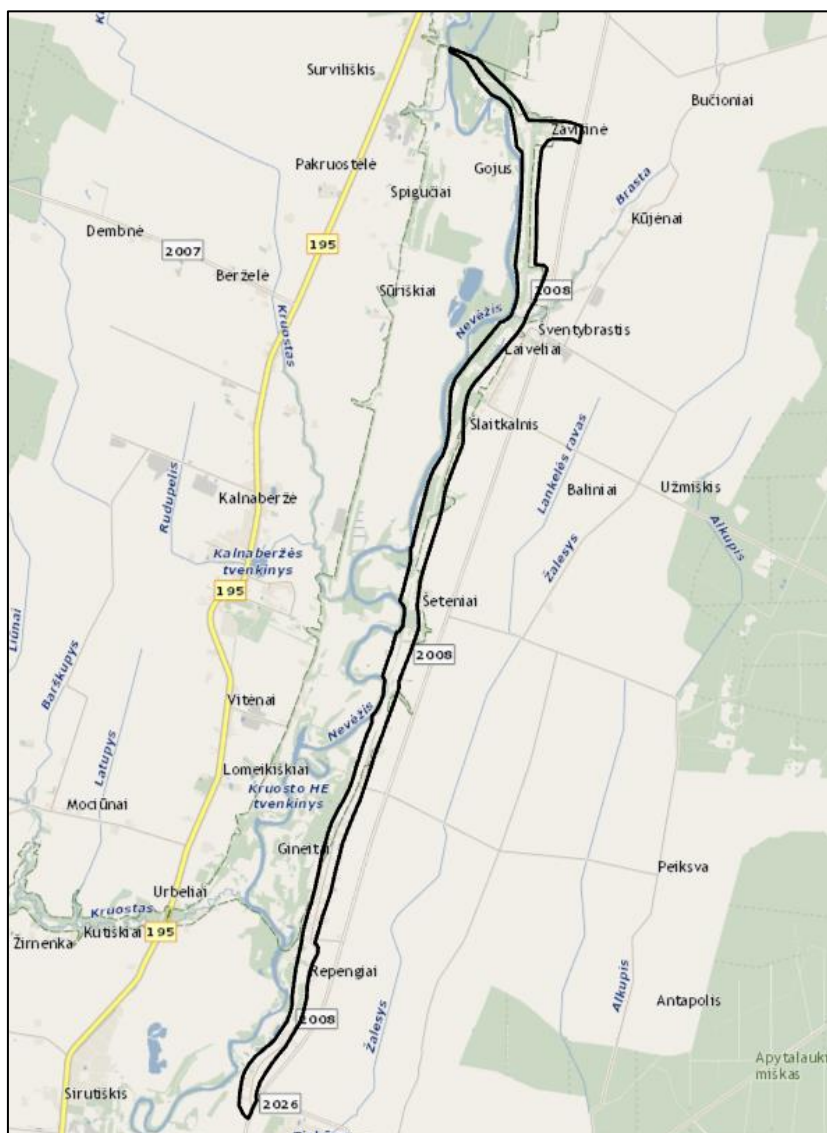 Surviliškis
Bučioniai
Zavišinė
Pakruostėlė
Gojus
Spigučiai
Brasta
Kūjėnai
Dembnė
195
2007
Berželė
Sūriškiai
2008
Kruostas
Nevėžis
Šventybrastis
Laiveliai
Šlaitkalnis
Lankelės ravas
Rudupelis
Baliniai
Užmiškis
Kalnaberžė
Alkupis
Kalnaberžės
tvenkinys
Žalesys
195
Šeteniai
Liūnai
Barškupys
2008
Vitėnai
Nevėžis
Latupys
Lomeikiškiai
Kruosto HE
tvenkinys
Mociūnai
Gineitai
Peiksva
Urbeliai
Kruostas
Kutiškiai
195
Žirnenka
Repengiai
Alkupis
Antapolis
2008
Žalesys
Apytalauki
miškas
Sirutiškis
2026